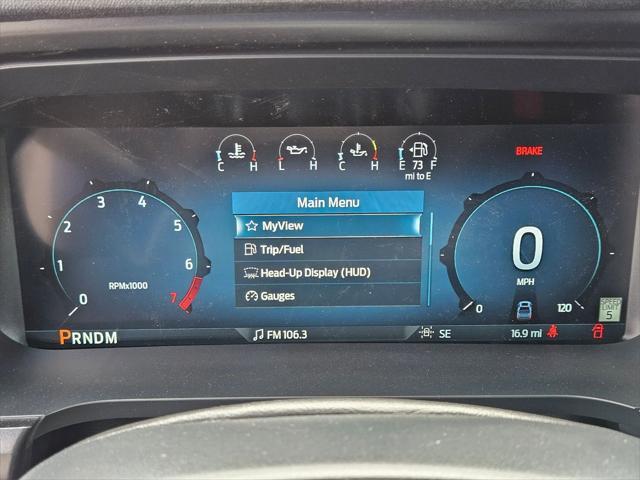 C H
L H
C H
E 73 F
mi to E
BRAKE
Main Menu
MyView
Trip/Fuel
Head-Up Display (HUD)
Gauges
0 1 2 3 4 5 6 7
RPMx1000
0
MPH
0 120
SPEED LIMIT
5
PRNDM
FM 106.3
SE
16.9 mi